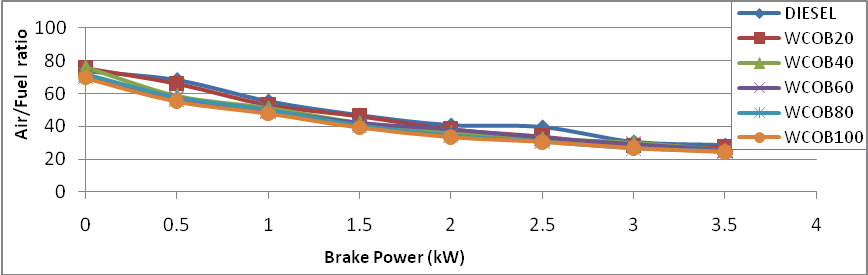 100
80
60
40
20
0
Air/Fuel ratio
0 0.5 1 1.5 2 2.5 3 3.5 4
Brake Power (kW)
DIESEL
WCOB20
WCOB40
WCOB60
WCOB80
WCOB100